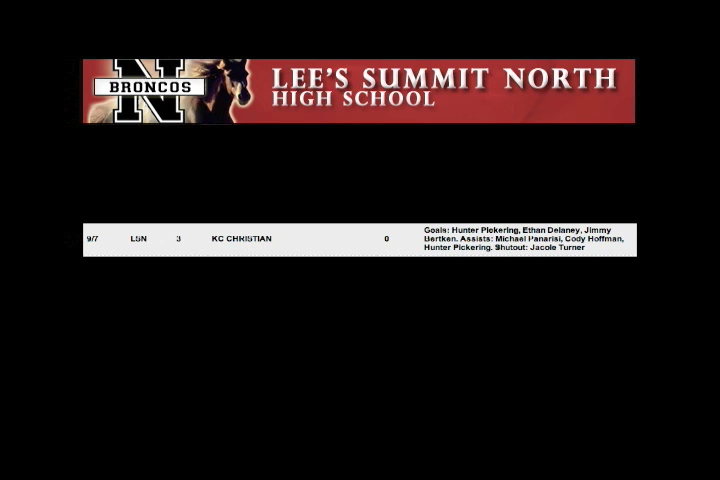 N
BRONCOS
LEE'S SUMMIT NORTH
HIGH SCHOOL
9/7 LSN 3 KC CHRISTIAN 0
Goals: Hunter Pickering, Ethan Delaney, Jimmy
Bertken. Assists: Michael Panarisi, Cody Hoffman,
Hunter Pickering. Shutout: Jacole Turner